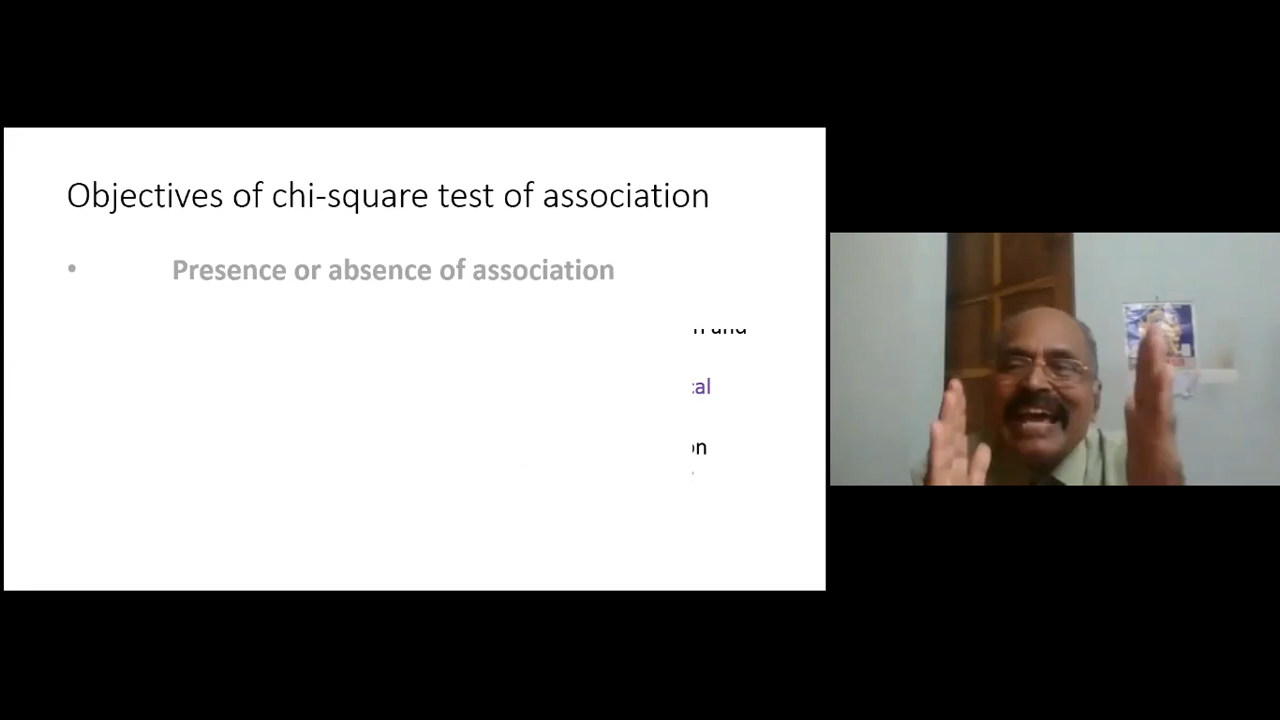 Objectives of chi-square test of association
• Presence or absence of association